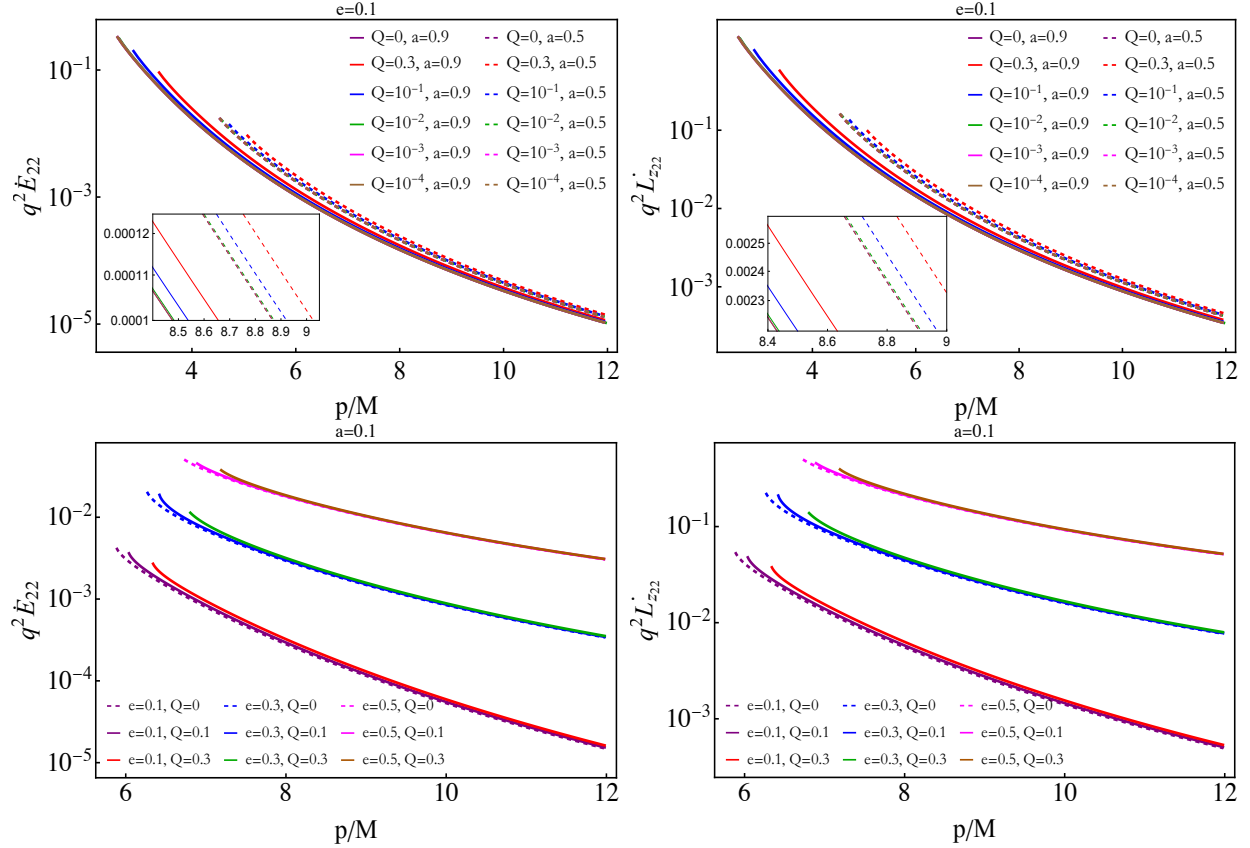 e=0.1
Q=0, a=0.9 Q=0, a=0.5
Q=0.3, a=0.9 Q=0.3, a=0.5
Q=10⁻¹, a=0.9 Q=10⁻¹, a=0.5
Q=10⁻², a=0.9 Q=10⁻², a=0.5
Q=10⁻³, a=0.9 Q=10⁻³, a=0.5
Q=10⁻⁴, a=0.9 Q=10⁻⁴, a=0.5
10⁻¹
10⁻³
10⁻⁵
q² Ė₂₂
0.00012
0.00011
0.0001
8.5 8.6 8.7 8.8 8.9 9
4 6 8 10 12
p/M
e=0.1
Q=0, a=0.9 Q=0, a=0.5
Q=0.3, a=0.9 Q=0.3, a=0.5
Q=10⁻¹, a=0.9 Q=10⁻¹, a=0.5
Q=10⁻², a=0.9 Q=10⁻², a=0.5
Q=10⁻³, a=0.9 Q=10⁻³, a=0.5
Q=10⁻⁴, a=0.9 Q=10⁻⁴, a=0.5
10⁻¹
10⁻²
10⁻³
q² L_z₂₂˙
0.0025
0.0024
0.0023
8.4 8.6 8.8 9
4 6 8 10 12
p/M
a=0.1
10⁻²
10⁻³
10⁻⁴
10⁻⁵
q² Ė₂₂
e=0.1, Q=0 e=0.3, Q=0 e=0.5, Q=0
e=0.1, Q=0.1 e=0.3, Q=0.1 e=0.5, Q=0.1
e=0.1, Q=0.3 e=0.3, Q=0.3 e=0.5, Q=0.3
6 8 10 12
p/M
a=0.1
10⁻¹
10⁻²
10⁻³
q² L_z₂₂˙
e=0.1, Q=0 e=0.3, Q=0 e=0.5, Q=0
e=0.1, Q=0.1 e=0.3, Q=0.1 e=0.5, Q=0.1
e=0.1, Q=0.3 e=0.3, Q=0.3 e=0.5, Q=0.3
6 8 10 12
p/M